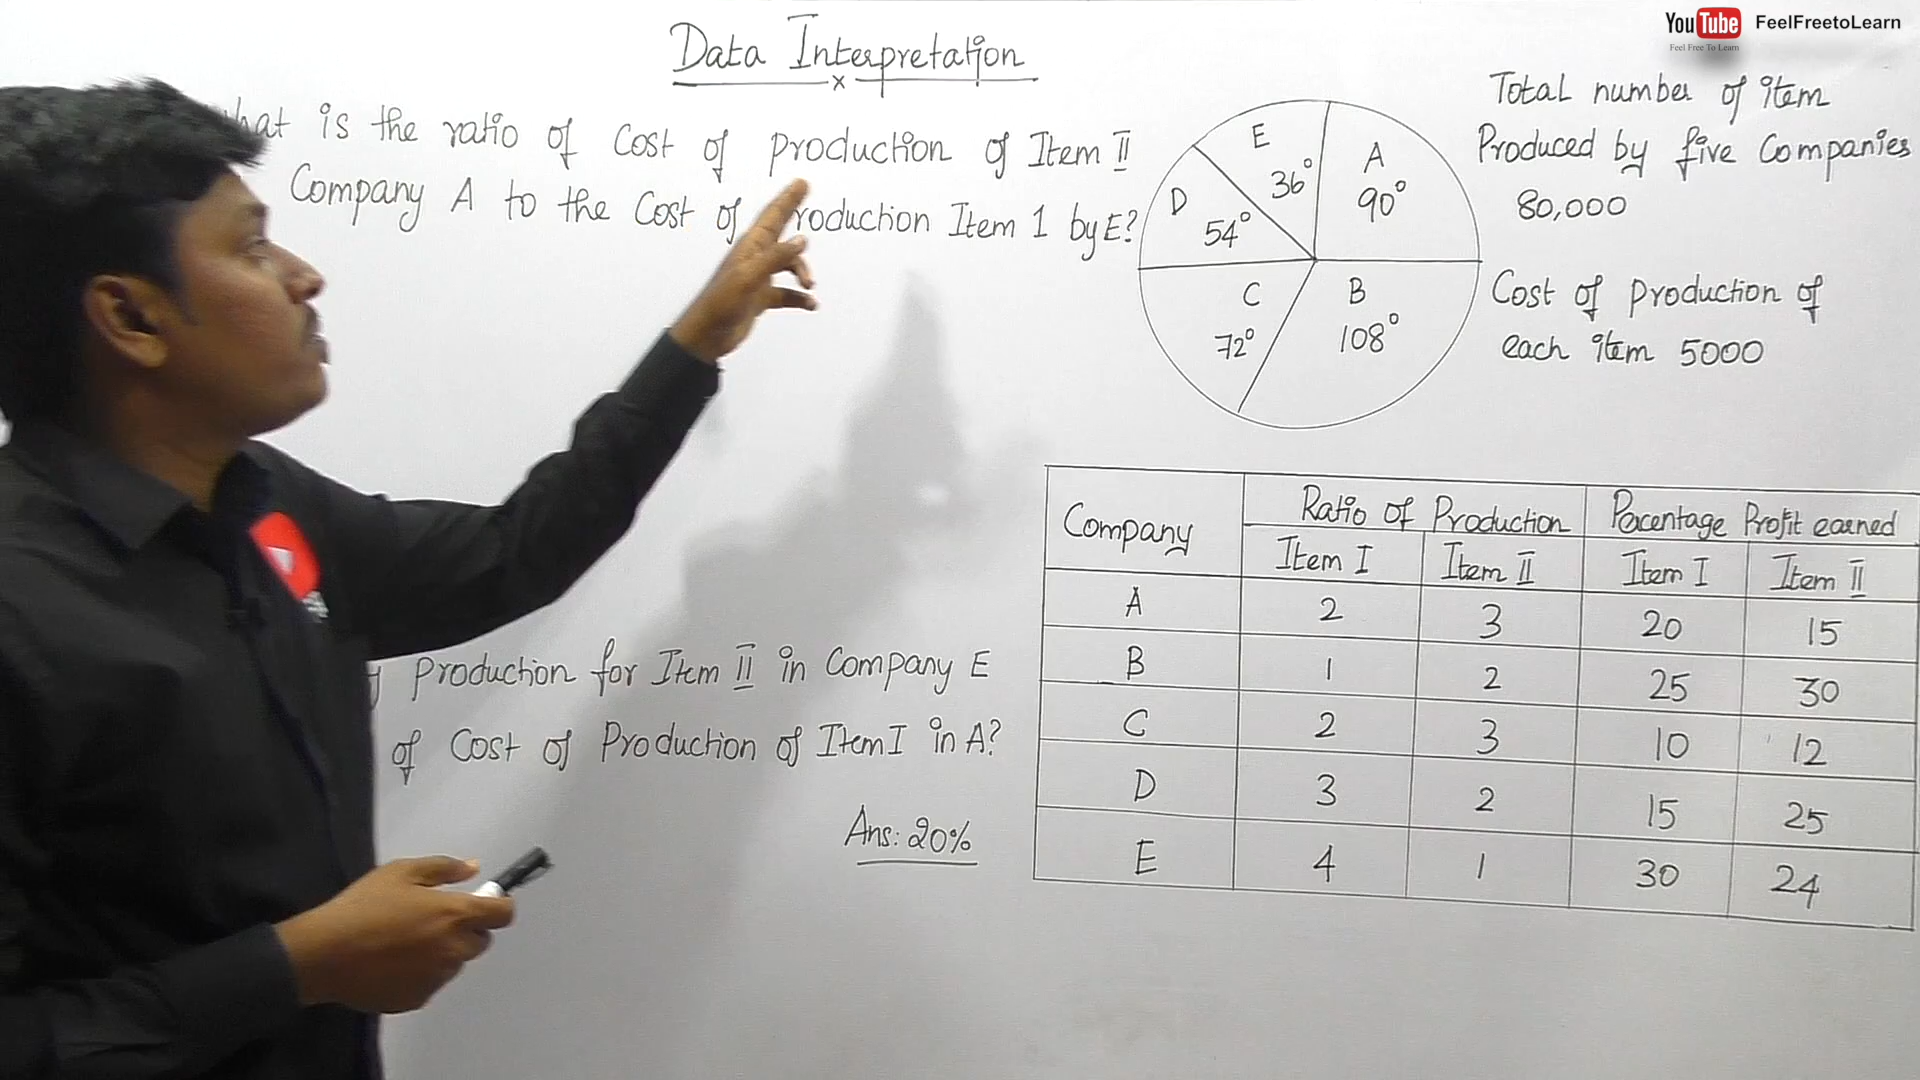 YouTube FeelFreetoLearn
Feel Free To Learn
Data Interpretation
x
is the ratio of Cost of production of Item II
Company A to the Cost of Production Item 1 by E?
E
36°
A
90°
D
54°
C
72°
B
108°
Total number of item
Produced by five Companies
80,000
Cost of Production of
each item 5000
production for Item II in Company E
of Cost of Production of Item I in A?
Ans: 20%
Company Ratio of Production Pecentage Profit earned
Item I Item II Item I Item II
A 2 3 20 15
B 1 2 25 30
C 2 3 10 12
D 3 2 15 25
E 4 1 30 24